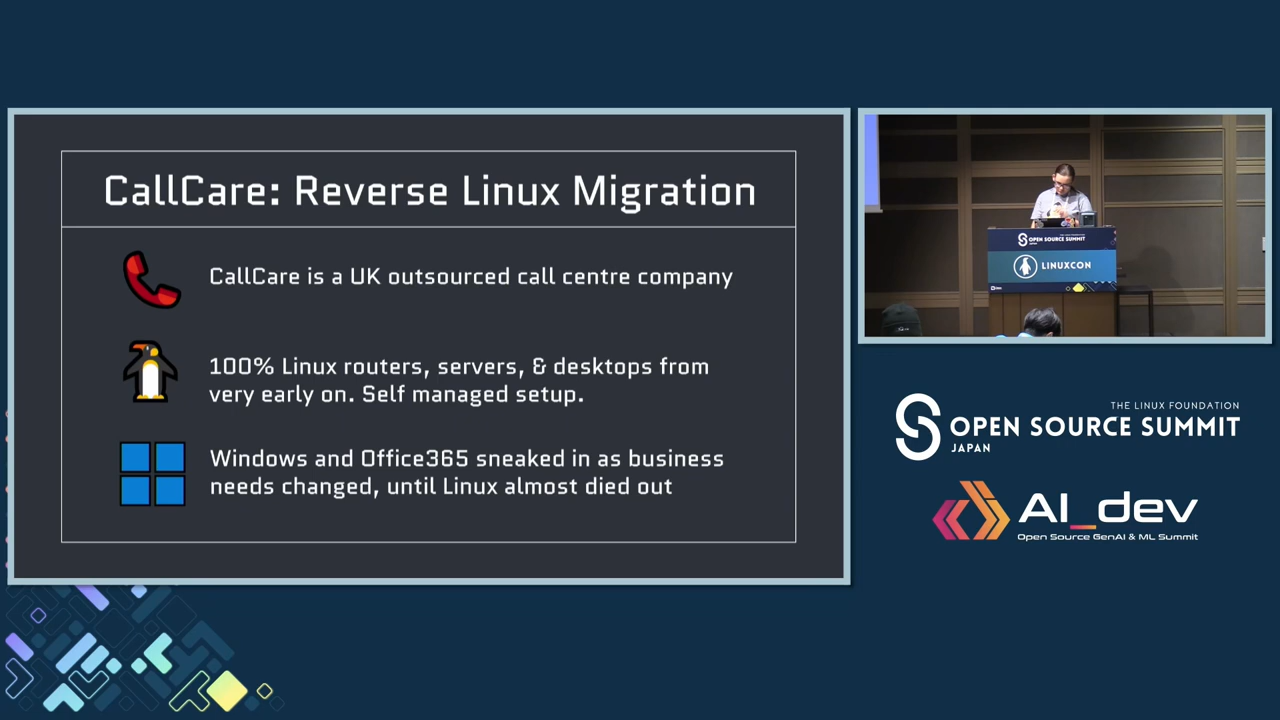 CallCare: Reverse Linux Migration
CallCare is a UK outsourced call centre company
100% Linux routers, servers, & desktops from
very early on. Self managed setup.
Windows and Office365 sneaked in as business
needs changed, until Linux almost died out
OPEN SOURCE SUMMIT
LINUXCON
THE LINUX FOUNDATION
OPEN SOURCE SUMMIT
JAPAN
AI_dev
Open Source GenAI & ML Summit